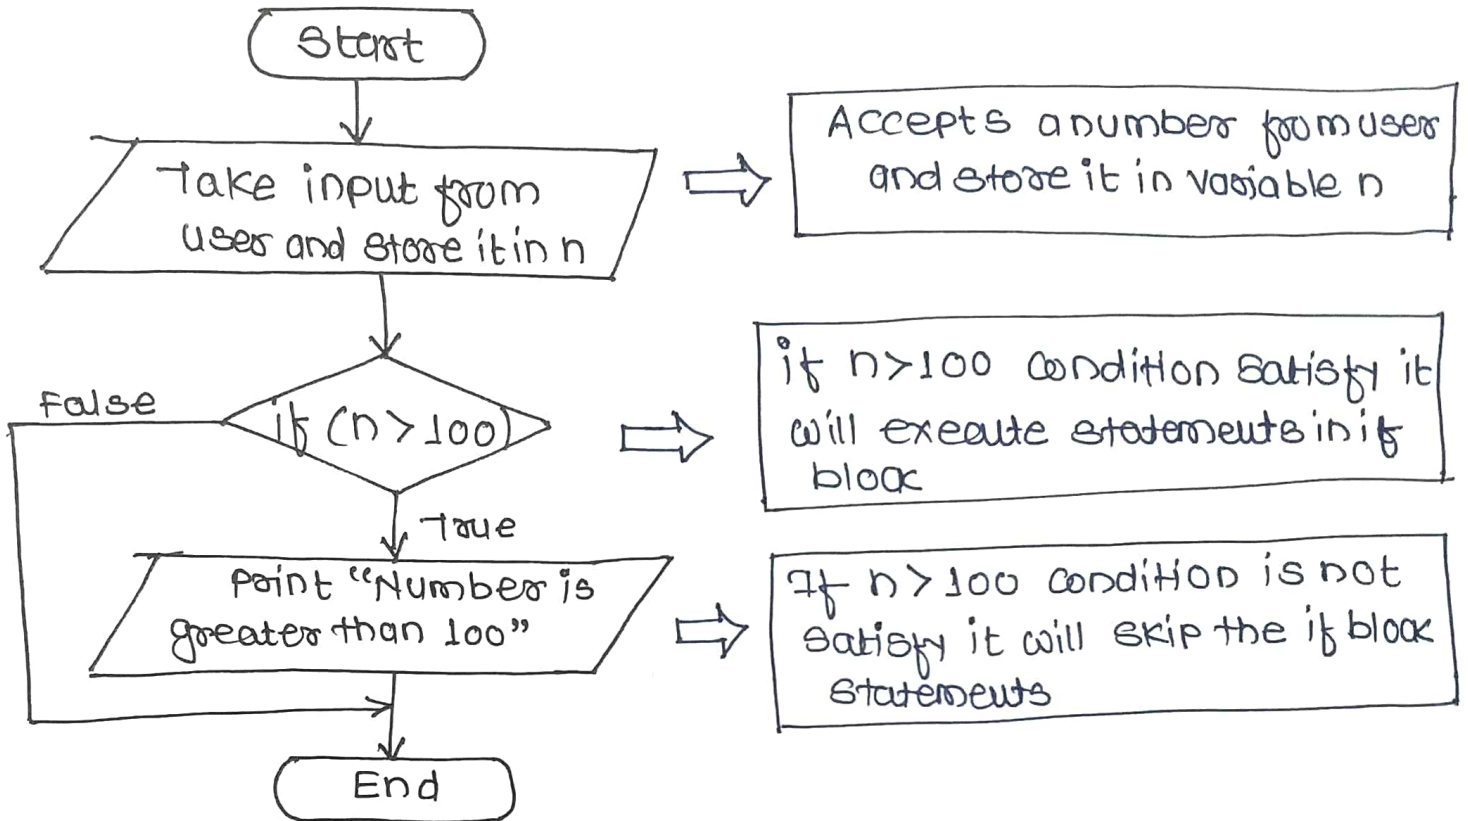 Start
Take input from
user and store it in n
Accepts a number from user
and store it in variable n
False
if (n > 100)
if n>100 condition satisfy it
will execute statements in if
block
True
print “Number is
greater than 100”
If n > 100 condition is not
satisfy it will skip the if block
statements
End